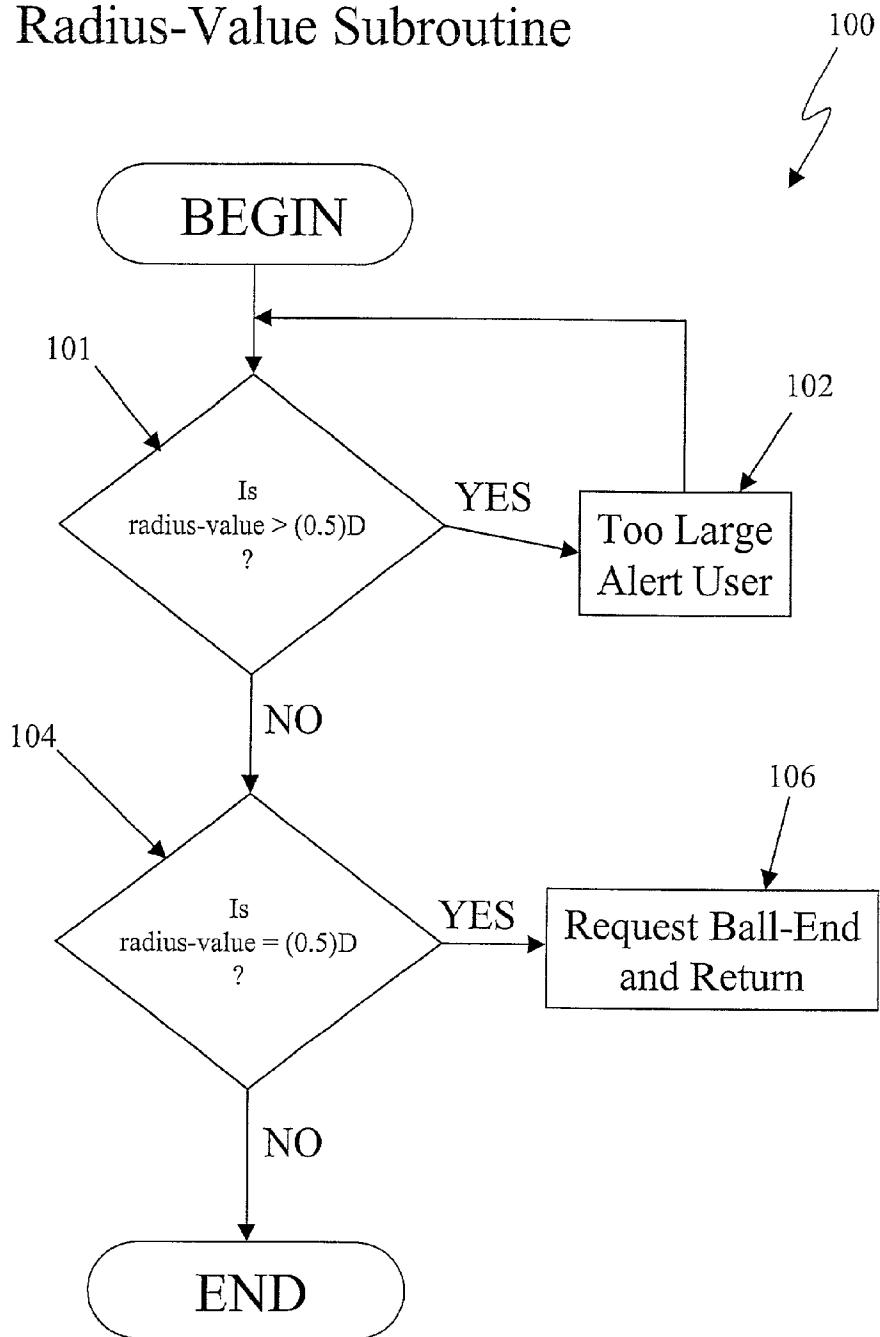 Radius-Value Subroutine
100
BEGIN
101
102
Is
radius-value > (0.5)D
?
YES
Too Large
Alert User
NO
104
106
Is
radius-value = (0.5)D
?
YES
Request Ball-End
and Return
NO
END